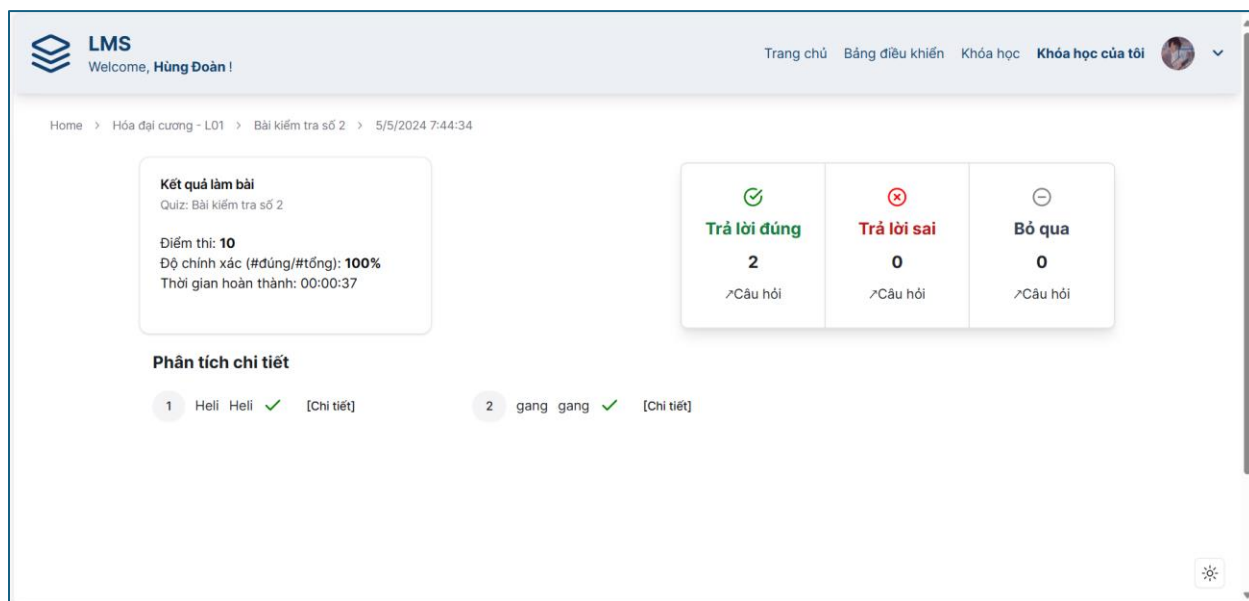 LMS
Welcome, Hùng Đoàn !
Trang chủ Bảng điều khiển Khóa học Khóa học của tôi
Home > Hóa đại cương - L01 > Bài kiểm tra số 2 > 5/5/2024 7:44:34
Kết quả làm bài
Quiz: Bài kiểm tra số 2
Điểm thi: 10
Độ chính xác (#đúng/#tổng): 100%
Thời gian hoàn thành: 00:00:37
Trả lời đúng
2
↗Câu hỏi
Trả lời sai
0
↗Câu hỏi
Bỏ qua
0
↗Câu hỏi
Phân tích chi tiết
1 Heli Heli ✓ [Chi tiết]
2 gang gang ✓ [Chi tiết]